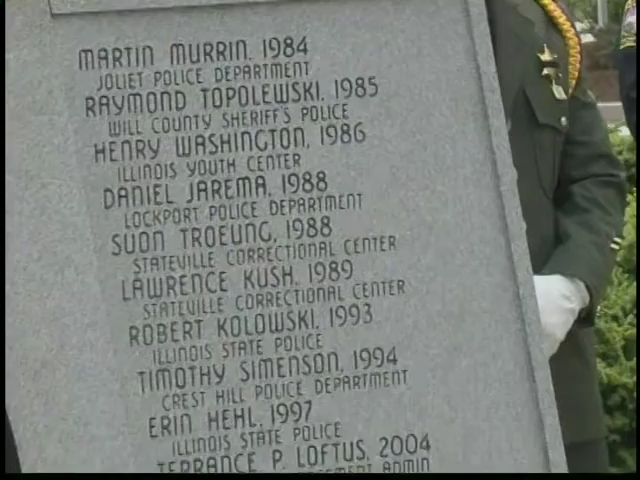 MARTIN MURRIN, 1984
JOLIET POLICE DEPARTMENT
RAYMOND TOPOLEWSKI, 1985
WILL COUNTY SHERIFF'S POLICE
HENRY WASHINGTON, 1986
ILLINOIS YOUTH CENTER
DANIEL JAREMA, 1988
LOCKPORT POLICE DEPARTMENT
SUON TROEUNG, 1988
STATEVILLE CORRECTIONAL CENTER
LAWRENCE KUSH, 1989
STATEVILLE CORRECTIONAL CENTER
ROBERT KOLOWSKI, 1993
ILLINOIS STATE POLICE
TIMOTHY SIMENSON, 1994
CREST HILL POLICE DEPARTMENT
ERIN HEHL, 1997
ILLINOIS STATE POLICE
TERRANCE P. LOFTUS, 2004
ADMIN